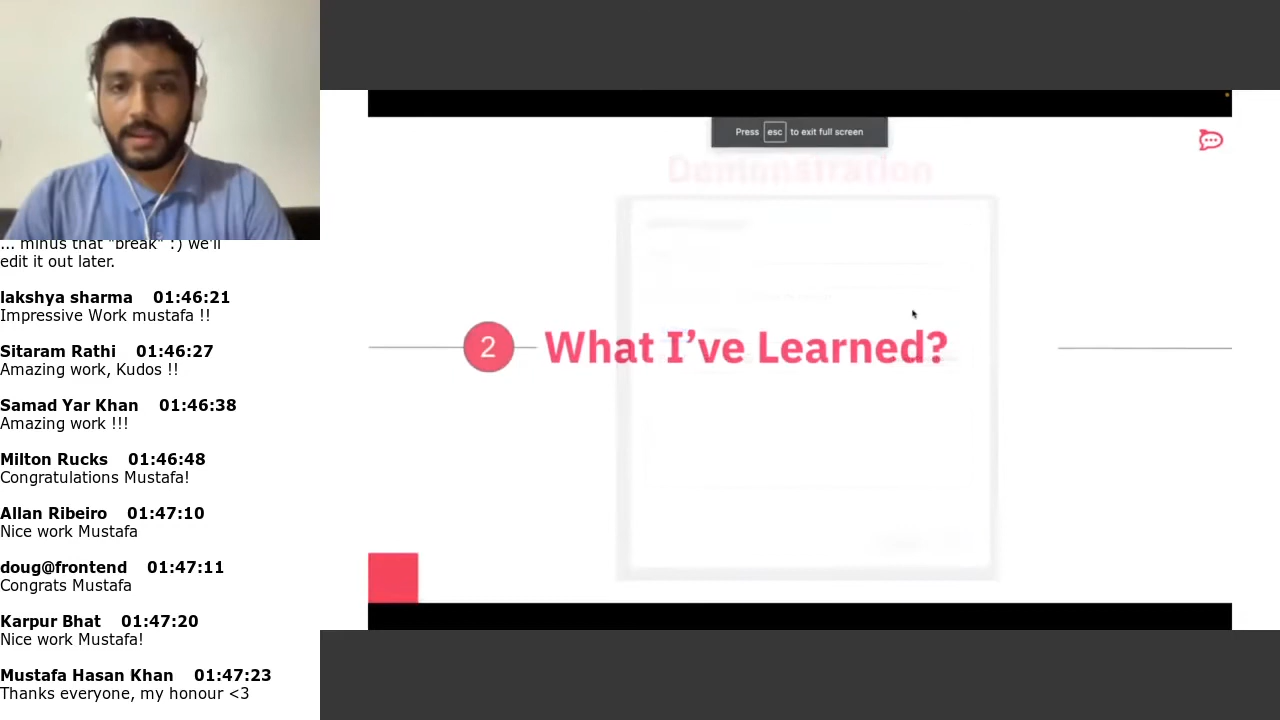 ... minus that "break" :) we'll
edit it out later.
lakshya sharma 01:46:21
Impressive Work mustafa !!
Sitaram Rathi 01:46:27
Amazing work, Kudos !!
Samad Yar Khan 01:46:38
Amazing work !!!
Milton Rucks 01:46:48
Congratulations Mustafa!
Allan Ribeiro 01:47:10
Nice work Mustafa
doug@frontend 01:47:11
Congrats Mustafa
Karpur Bhat 01:47:20
Nice work Mustafa!
Mustafa Hasan Khan 01:47:23
Thanks everyone, my honour <3
Press esc to exit full screen
Demonstration
2 What I’ve Learned?